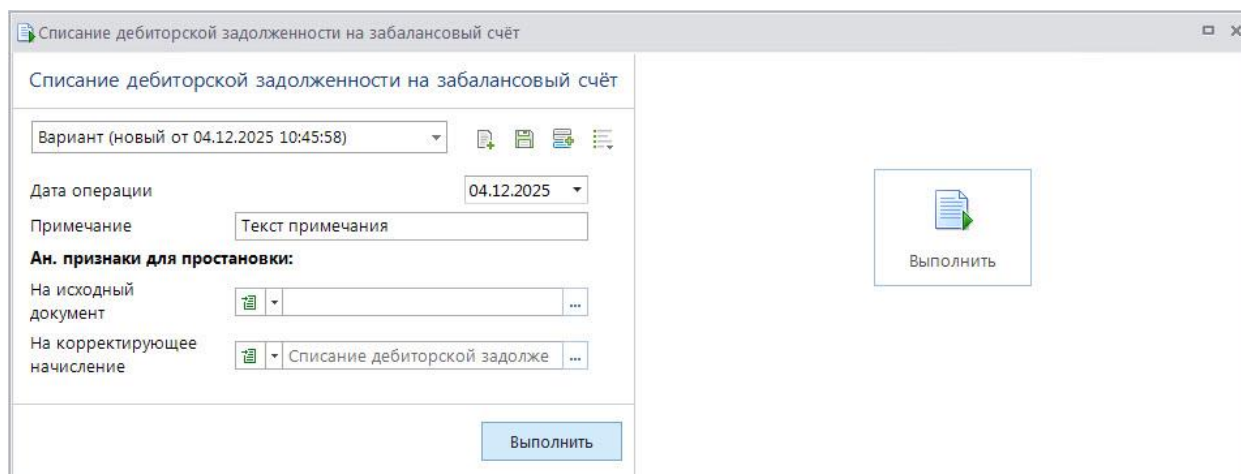 Списание дебиторской задолженности на забалансовый счёт
Списание дебиторской задолженности на забалансовый счёт
Вариант (новый от 04.12.2025 10:45:58)
Дата операции 04.12.2025
Примечание Текст примечания
Ан. признаки для простановки:
На исходный
документ
...
На корректирующее
начисление
Списание дебиторской задолже ...
Выполнить
Выполнить